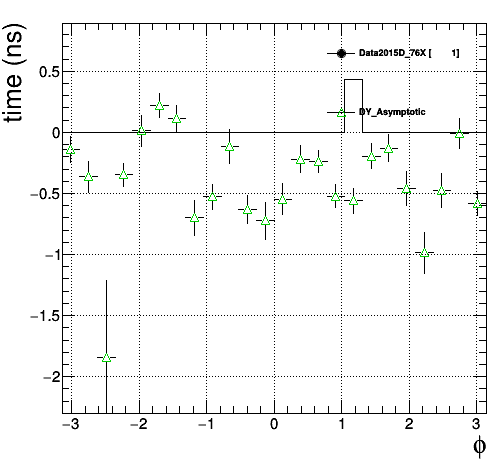 time (ns)
Data2015D_76X [ 1]
DY_Asymptotic
0.5
0
−0.5
−1
−1.5
−2
−3 −2 −1 0 1 2 3
ϕ